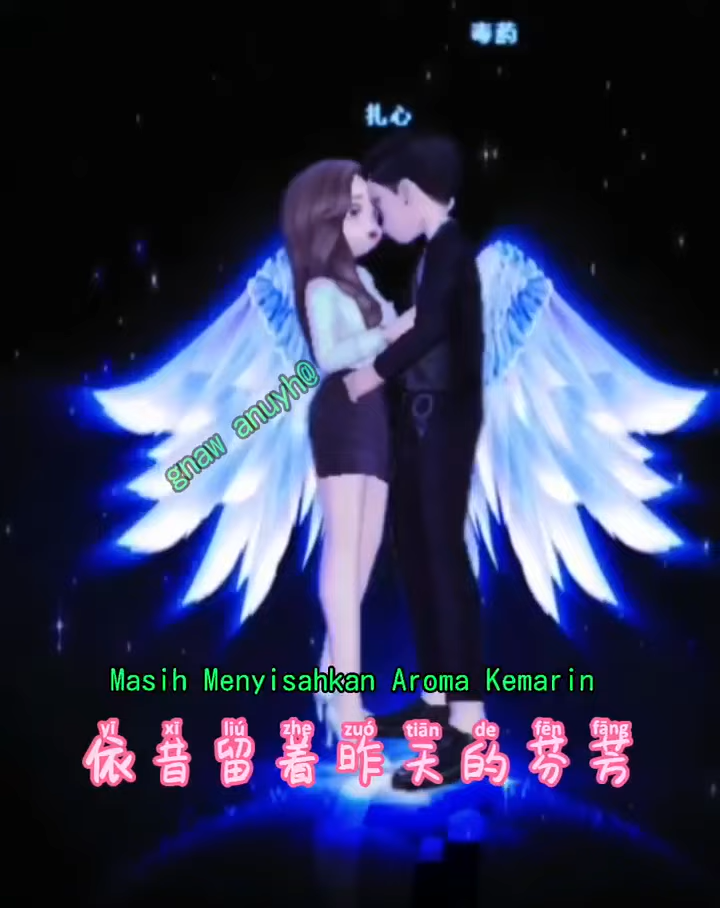 毒药
扎心
gnaw anuyh@
Masih Menyisahkan Aroma Kemarin
yī xī liú zhe zuó tiān de fēn fāng
依昔留着昨天的芬芳